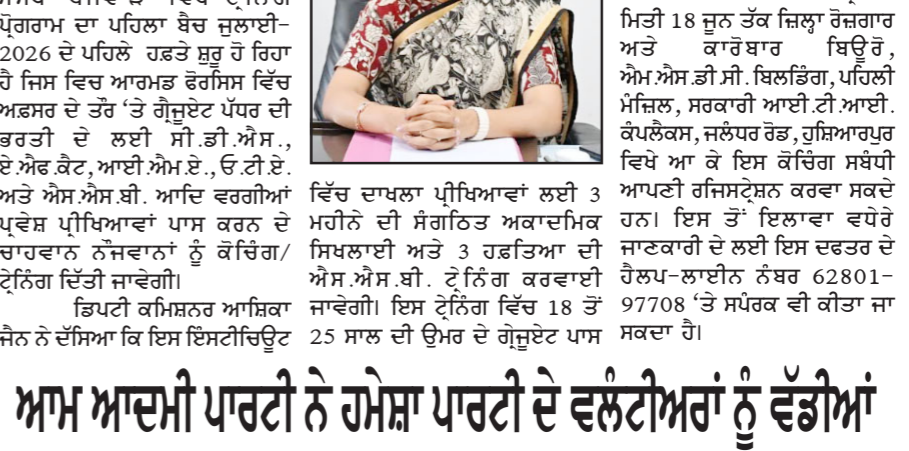 ਪ੍ਰੋਗਰਾਮ ਦਾ ਪਹਿਲਾ ਬੈਚ ਜੁਲਾਈ-
2026 ਦੇ ਪਹਿਲੇ ਹਫ਼ਤੇ ਸ਼ੁਰੂ ਹੋ ਰਿਹਾ
ਹੈ ਜਿਸ ਵਿਚ ਆਰਮਡ ਫੋਰਸਿਸ ਵਿੱਚ
ਅਫ਼ਸਰ ਦੇ ਤੌਰ ‘ਤੇ ਗ੍ਰੈਜੂਏਟ ਪੱਧਰ ਦੀ
ਭਰਤੀ ਦੇ ਲਈ ਸੀ.ਡੀ.ਐਸ.,
ਏ.ਐਫ.ਕੈਟ, ਆਈ.ਐਮ.ਏ., ਓ.ਟੀ.ਏ.
ਅਤੇ ਐਸ.ਐਸ.ਬੀ. ਆਦਿ ਵਰਗੀਆਂ
ਪ੍ਰਵੇਸ਼ ਪ੍ਰੀਖਿਆਵਾਂ ਪਾਸ ਕਰਨ ਦੇ
ਚਾਹਵਾਨ ਨੌਜਵਾਨਾਂ ਨੂੰ ਕੋਚਿੰਗ/
ਟ੍ਰੇਨਿੰਗ ਦਿੱਤੀ ਜਾਵੇਗੀ।
ਡਿਪਟੀ ਕਮਿਸ਼ਨਰ ਆਸ਼ਿਕਾ
ਜੈਨ ਨੇ ਦੱਸਿਆ ਕਿ ਇਸ ਇੰਸਟੀਚਿਊਟ
ਵਿੱਚ ਦਾਖਲਾ ਪ੍ਰੀਖਿਆਵਾਂ ਲਈ 3
ਮਹੀਨੇ ਦੀ ਸੰਗਠਿਤ ਅਕਾਦਮਿਕ
ਸਿਖਲਾਈ ਅਤੇ 3 ਹਫ਼ਤਿਆ ਦੀ
ਐਸ.ਐਸ.ਬੀ. ਟ੍ਰੇਨਿੰਗ ਕਰਵਾਈ
ਜਾਵੇਗੀ। ਇਸ ਟ੍ਰੇਨਿੰਗ ਵਿੱਚ 18 ਤੋਂ
25 ਸਾਲ ਦੀ ਉਮਰ ਦੇ ਗ੍ਰੇਜੂਏਟ ਪਾਸ
ਮਿਤੀ 18 ਜੂਨ ਤੱਕ ਜ਼ਿਲ੍ਹਾ ਰੋਜ਼ਗਾਰ
ਅਤੇ ਕਾਰੋਬਾਰ ਬਿਊਰੋ,
ਐਮ.ਐਸ.ਡੀ.ਸੀ. ਬਿਲਡਿੰਗ, ਪਹਿਲੀ
ਮੰਜ਼ਿਲ, ਸਰਕਾਰੀ ਆਈ.ਟੀ.ਆਈ.
ਕੰਪਲੈਕਸ, ਜਲੰਧਰ ਰੋਡ, ਹੁਸ਼ਿਆਰਪੁਰ
ਵਿਖੇ ਆ ਕੇ ਇਸ ਕੋਚਿੰਗ ਸਬੰਧੀ
ਆਪਣੀ ਰਜਿਸਟ੍ਰੇਸ਼ਨ ਕਰਵਾ ਸਕਦੇ
ਹਨ। ਇਸ ਤੋਂ ਇਲਾਵਾ ਵਧੇਰੇ
ਜਾਣਕਾਰੀ ਦੇ ਲਈ ਇਸ ਦਫਤਰ ਦੇ
ਹੈਲਪ-ਲਾਈਨ ਨੰਬਰ 62801-
97708 ‘ਤੇ ਸਪੰਰਕ ਵੀ ਕੀਤਾ ਜਾ
ਸਕਦਾ ਹੈ।
ਆਮ ਆਦਮੀ ਪਾਰਟੀ ਨੇ ਹਮੇਸ਼ਾ ਪਾਰਟੀ ਦੇ ਵਲੰਟੀਅਰਾਂ ਨੂੰ ਵੱਡੀਆਂ